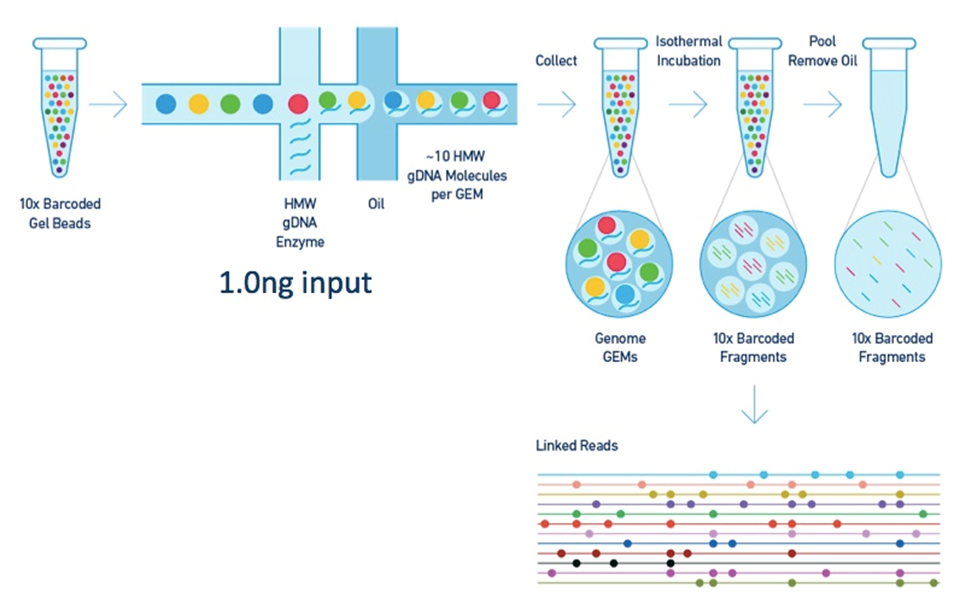 Collect
Isothermal
Incubation
Pool
Remove Oil
10x Barcoded
Gel Beads
HMW
gDNA
Enzyme
Oil
~10 HMW
gDNA Molecules
per GEM
1.0ng input
Genome
GEMs
10x Barcoded
Fragments
10x Barcoded
Fragments
Linked Reads